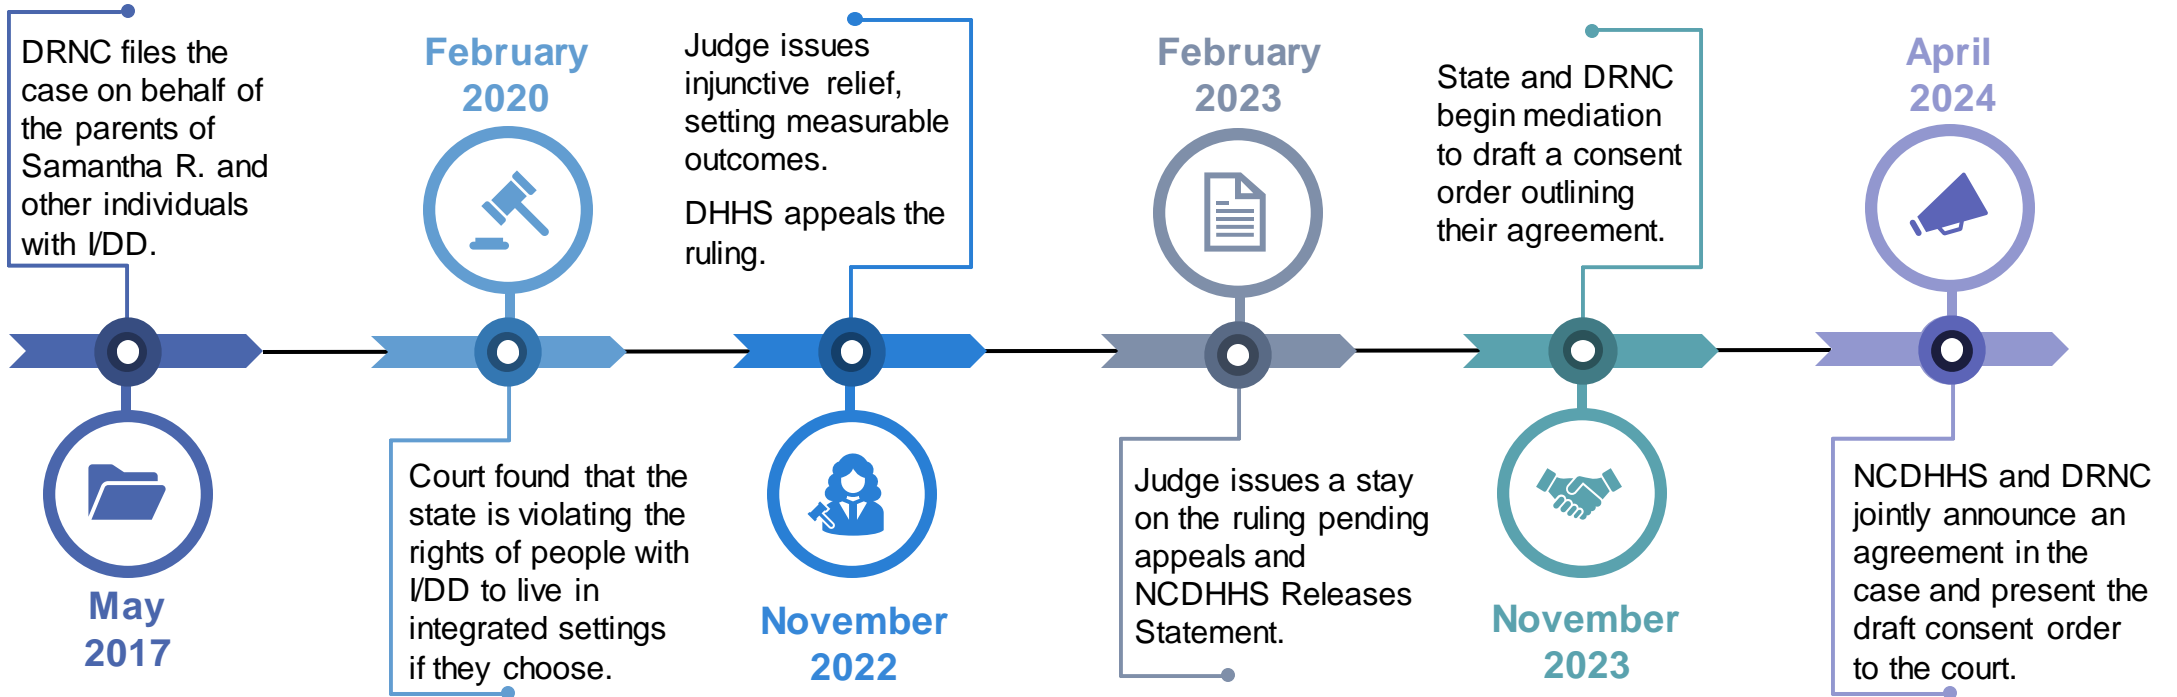 DRNC files the
case on behalf of
the parents of
Samantha R. and
other individuals
with I/DD.
May
2017
February
2020
Court found that the
state is violating the
rights of people with
I/DD to live in
integrated settings
if they choose.
Judge issues
injunctive relief,
setting measurable
outcomes.
DHHS appeals the
ruling.
November
2022
February
2023
Judge issues a stay
on the ruling pending
appeals and
NCDHHS Releases
Statement.
State and DRNC
begin mediation
to draft a consent
order outlining
their agreement.
November
2023
April
2024
NCDHHS and DRNC
jointly announce an
agreement in the
case and present the
draft consent order
to the court.